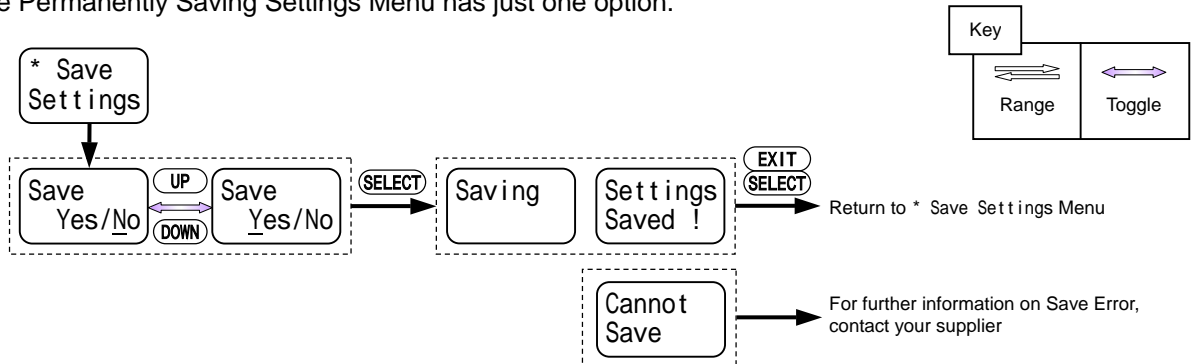 e Permanently Saving Settings Menu has just one option.
Key
Range
Toggle
* Save
Settings
Save
Yes/No
UP
DOWN
Save
Yes/No
SELECT
Saving
Settings
Saved !
EXIT
SELECT
Return to * Save Settings Menu
Cannot
Save
For further information on Save Error,
contact your supplier